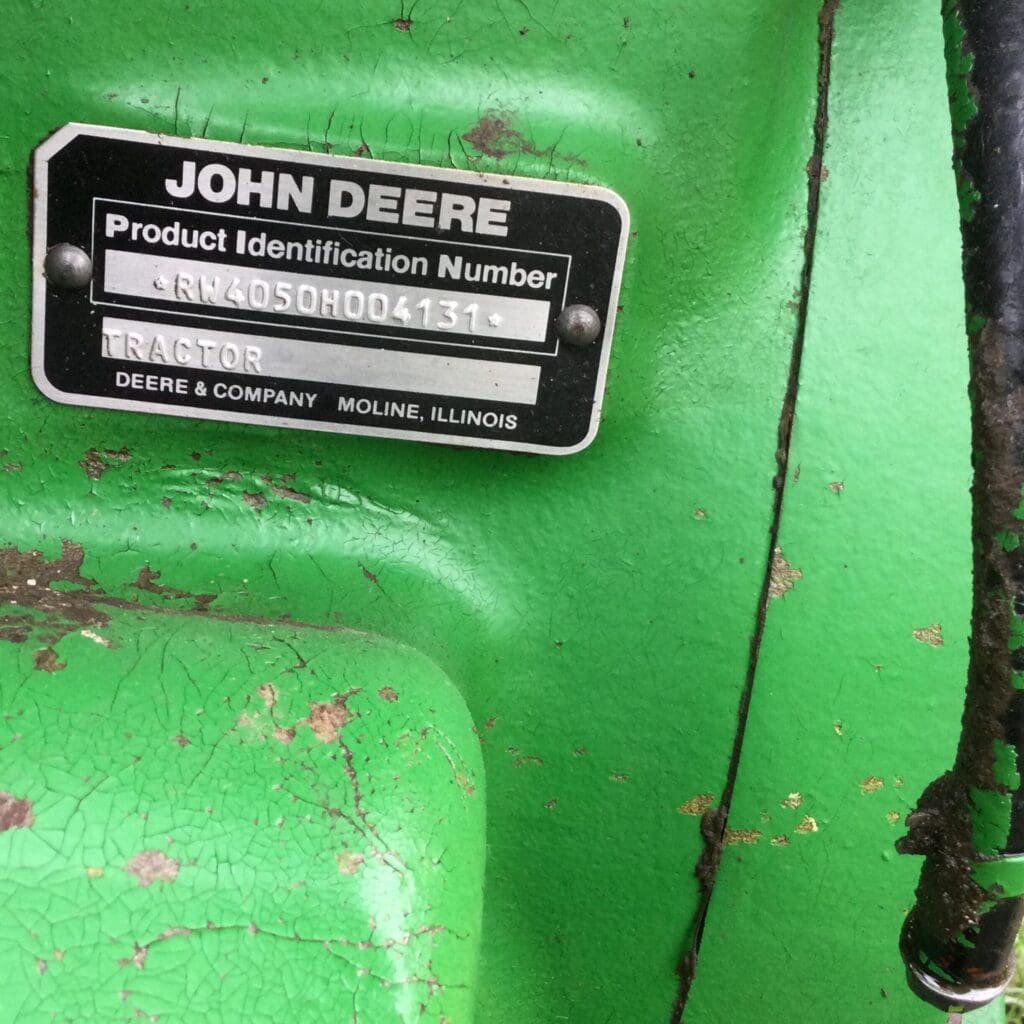 JOHN DEERE
Product Identification Number
*RW4050H004131*
TRACTOR
DEERE & COMPANY MOLINE, ILLINOIS